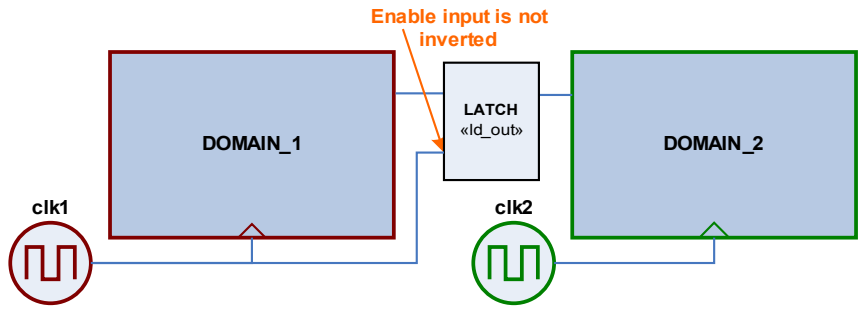 Enable input is not
inverted
LATCH
«ld_out»
DOMAIN_1
DOMAIN_2
clk1
clk2